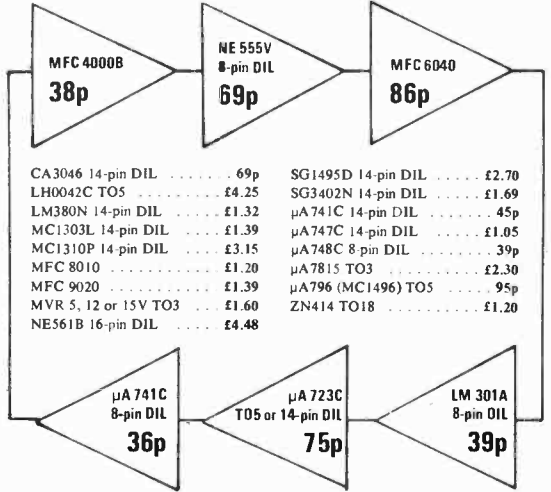 MFC 4000B
38p
NE 555V
8-pin DIL
69p
MFC 6040
86p
CA3046 14-pin DIL . . . . . . . 69p
LH0042C TO5 . . . . . . . . . £4.25
LM380N 14-pin DIL . . . . . . £1.32
MC1303L 14-pin DIL . . . . . £1.39
MC1310P 14-pin DIL . . . . . £3.15
MFC 8010 . . . . . . . . . . . £1.20
MFC 9020 . . . . . . . . . . . £1.39
MVR 5, 12 or 15V TO3 . . . £1.60
NE561B 16-pin DIL . . . . . . £4.48
SG1495D 14-pin DIL . . . . . £2.70
SG3402N 14-pin DIL . . . . . £1.69
µA741C 14-pin DIL . . . . . . 45p
µA747C 14-pin DIL . . . . . . £1.05
µA748C 8-pin DIL . . . . . . . 39p
µA7815 TO3 . . . . . . . . . . £2.30
µA796 (MC1496) TO5 . . . . . 95p
ZN414 TO18 . . . . . . . . . . £1.20
µA 741C
8-pin DIL
36p
µA 723C
TO5 or 14-pin DIL
75p
LM 301A
8-pin DIL
39p